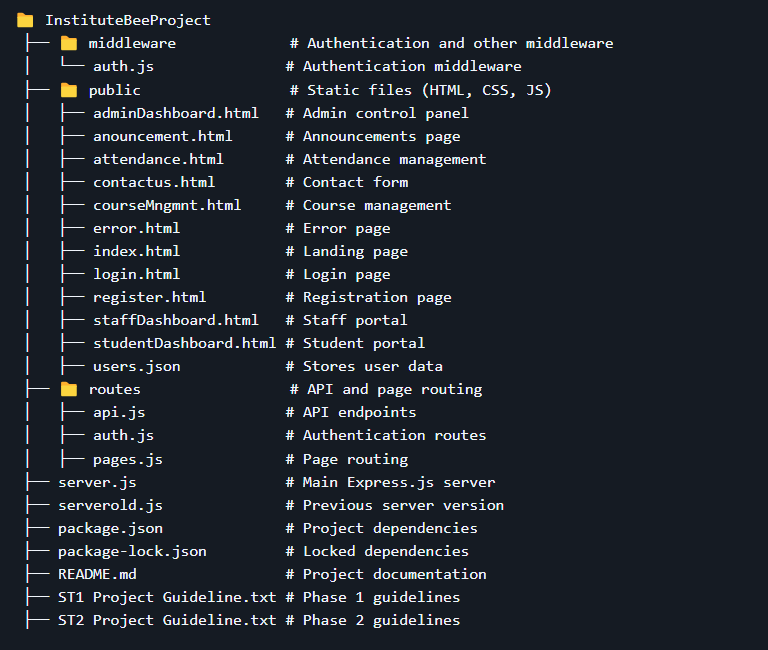 InstituteBeeProject
├── middleware # Authentication and other middleware
│ └── auth.js # Authentication middleware
├── public # Static files (HTML, CSS, JS)
│ ├── adminDashboard.html # Admin control panel
│ ├── anouncement.html # Announcements page
│ ├── attendance.html # Attendance management
│ ├── contactus.html # Contact form
│ ├── courseMngmnt.html # Course management
│ ├── error.html # Error page
│ ├── index.html # Landing page
│ ├── login.html # Login page
│ ├── register.html # Registration page
│ ├── staffDashboard.html # Staff portal
│ ├── studentDashboard.html # Student portal
│ ├── users.json # Stores user data
├── routes # API and page routing
│ ├── api.js # API endpoints
│ ├── auth.js # Authentication routes
│ ├── pages.js # Page routing
├── server.js # Main Express.js server
├── serverold.js # Previous server version
├── package.json # Project dependencies
├── package-lock.json # Locked dependencies
├── README.md # Project documentation
├── ST1 Project Guideline.txt # Phase 1 guidelines
├── ST2 Project Guideline.txt # Phase 2 guidelines